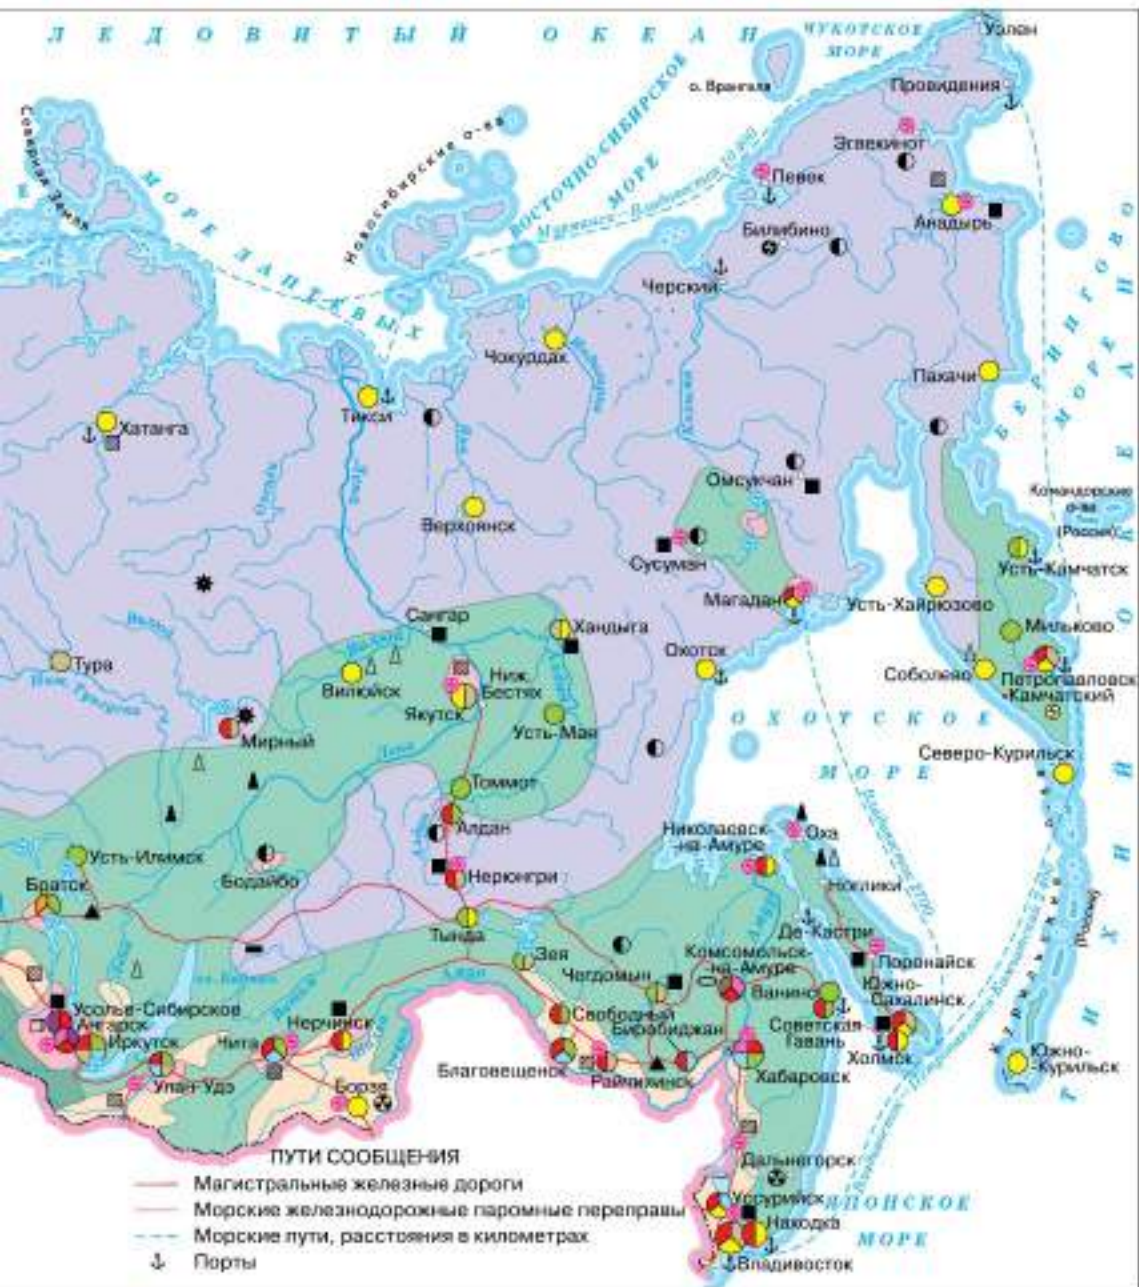 ЛЕДОВИТЫЙ ОКЕАН
ЧУКОТСКОЕ
МОРЕ
Уэлен
о. Врангеля
Провидения
Северная Земля
Новосибирские о-ва
ВОСТОЧНО-СИБИРСКОЕ
МОРЕ
Эгвекинот
Певек
МОРЕ ЛАПТЕВЫХ
Анадырь
Билибино
Черский
БЕРИНГОВО
МОРЕ
Чокурдах
Пахачи
Тикси
Хатанга
Лена
Омсукчан
Командорские
о-ва
(Россия)
Верхоянск
Сусуман
Усть-Камчатск
Магадан
Усть-Хайрюзово
Сангар
Вилюй
Хандыга
Мильково
Тура
Охотск
Вилюйск
Ниж.
Бестях
Соболево
Петропавловск
-Камчатский
Якутск
Усть-Мая
ОХОТСКОЕ
МОРЕ
Мирный
Лена
Северо-Курильск
Томмот
Алдан
Николаевск-
-на-Амуре
Оха
Усть-Илимск
Бодайбо
Нерюнгри
Ноглики
Братск
Тында
Де-Кастри
(Россия)
Зея
Комсомольск-
-на-Амуре
Поронайск
Чегдомын
Ванино
Южно-
-Сахалинск
Усолье-Сибирское
Ангарск
Нерчинск
Свободный
Биробиджан
Советская
Гавань
Иркутск
Чита
Холмск
Южно-
-Курильск
Улан-Удэ
Борзя
Благовещенск
Райчихинск
Хабаровск
ПУТИ СООБЩЕНИЯ
Магистральные железные дороги
Морские железнодорожные паромные переправы
Морские пути, расстояния в километрах
Порты
Дальнегорск
Уссурийск
ЯПОНСКОЕ
МОРЕ
Находка
Владивосток